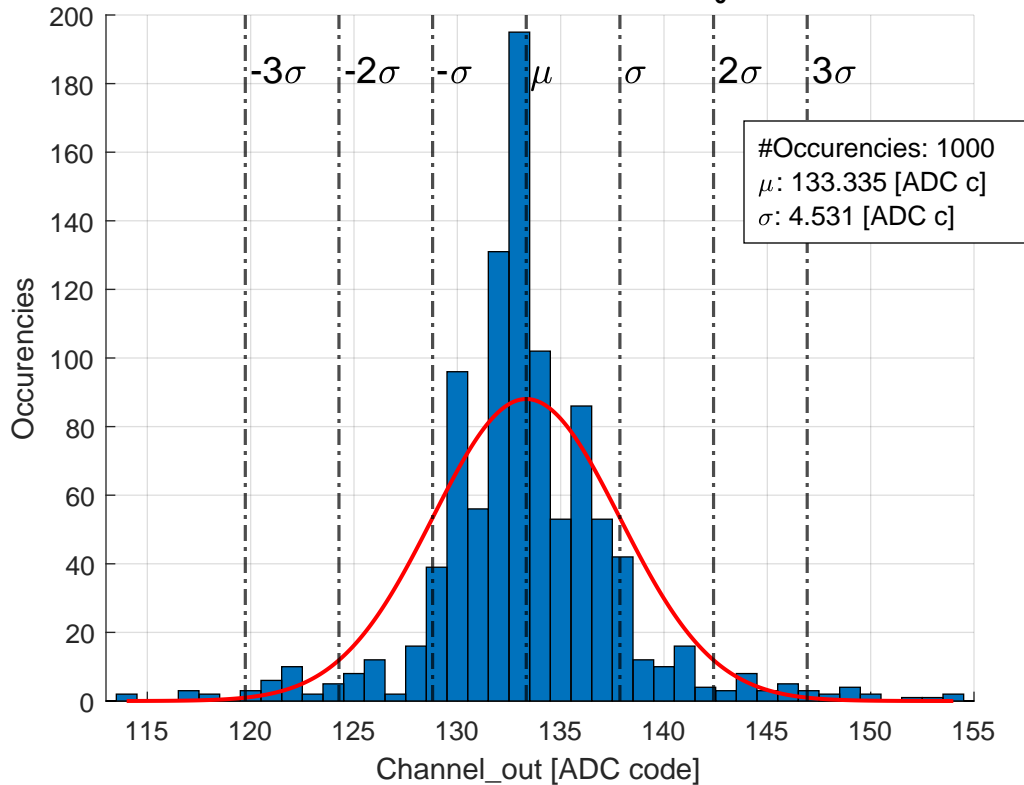 200
180
160
140
120
100
80
60
40
20
0
Occurencies
-3σ -2σ -σ μ σ 2σ 3σ
#Occurencies: 1000
μ: 133.335 [ADC c]
σ: 4.531 [ADC c]
115 120 125 130 135 140 145 150 155
Channel_out [ADC code]